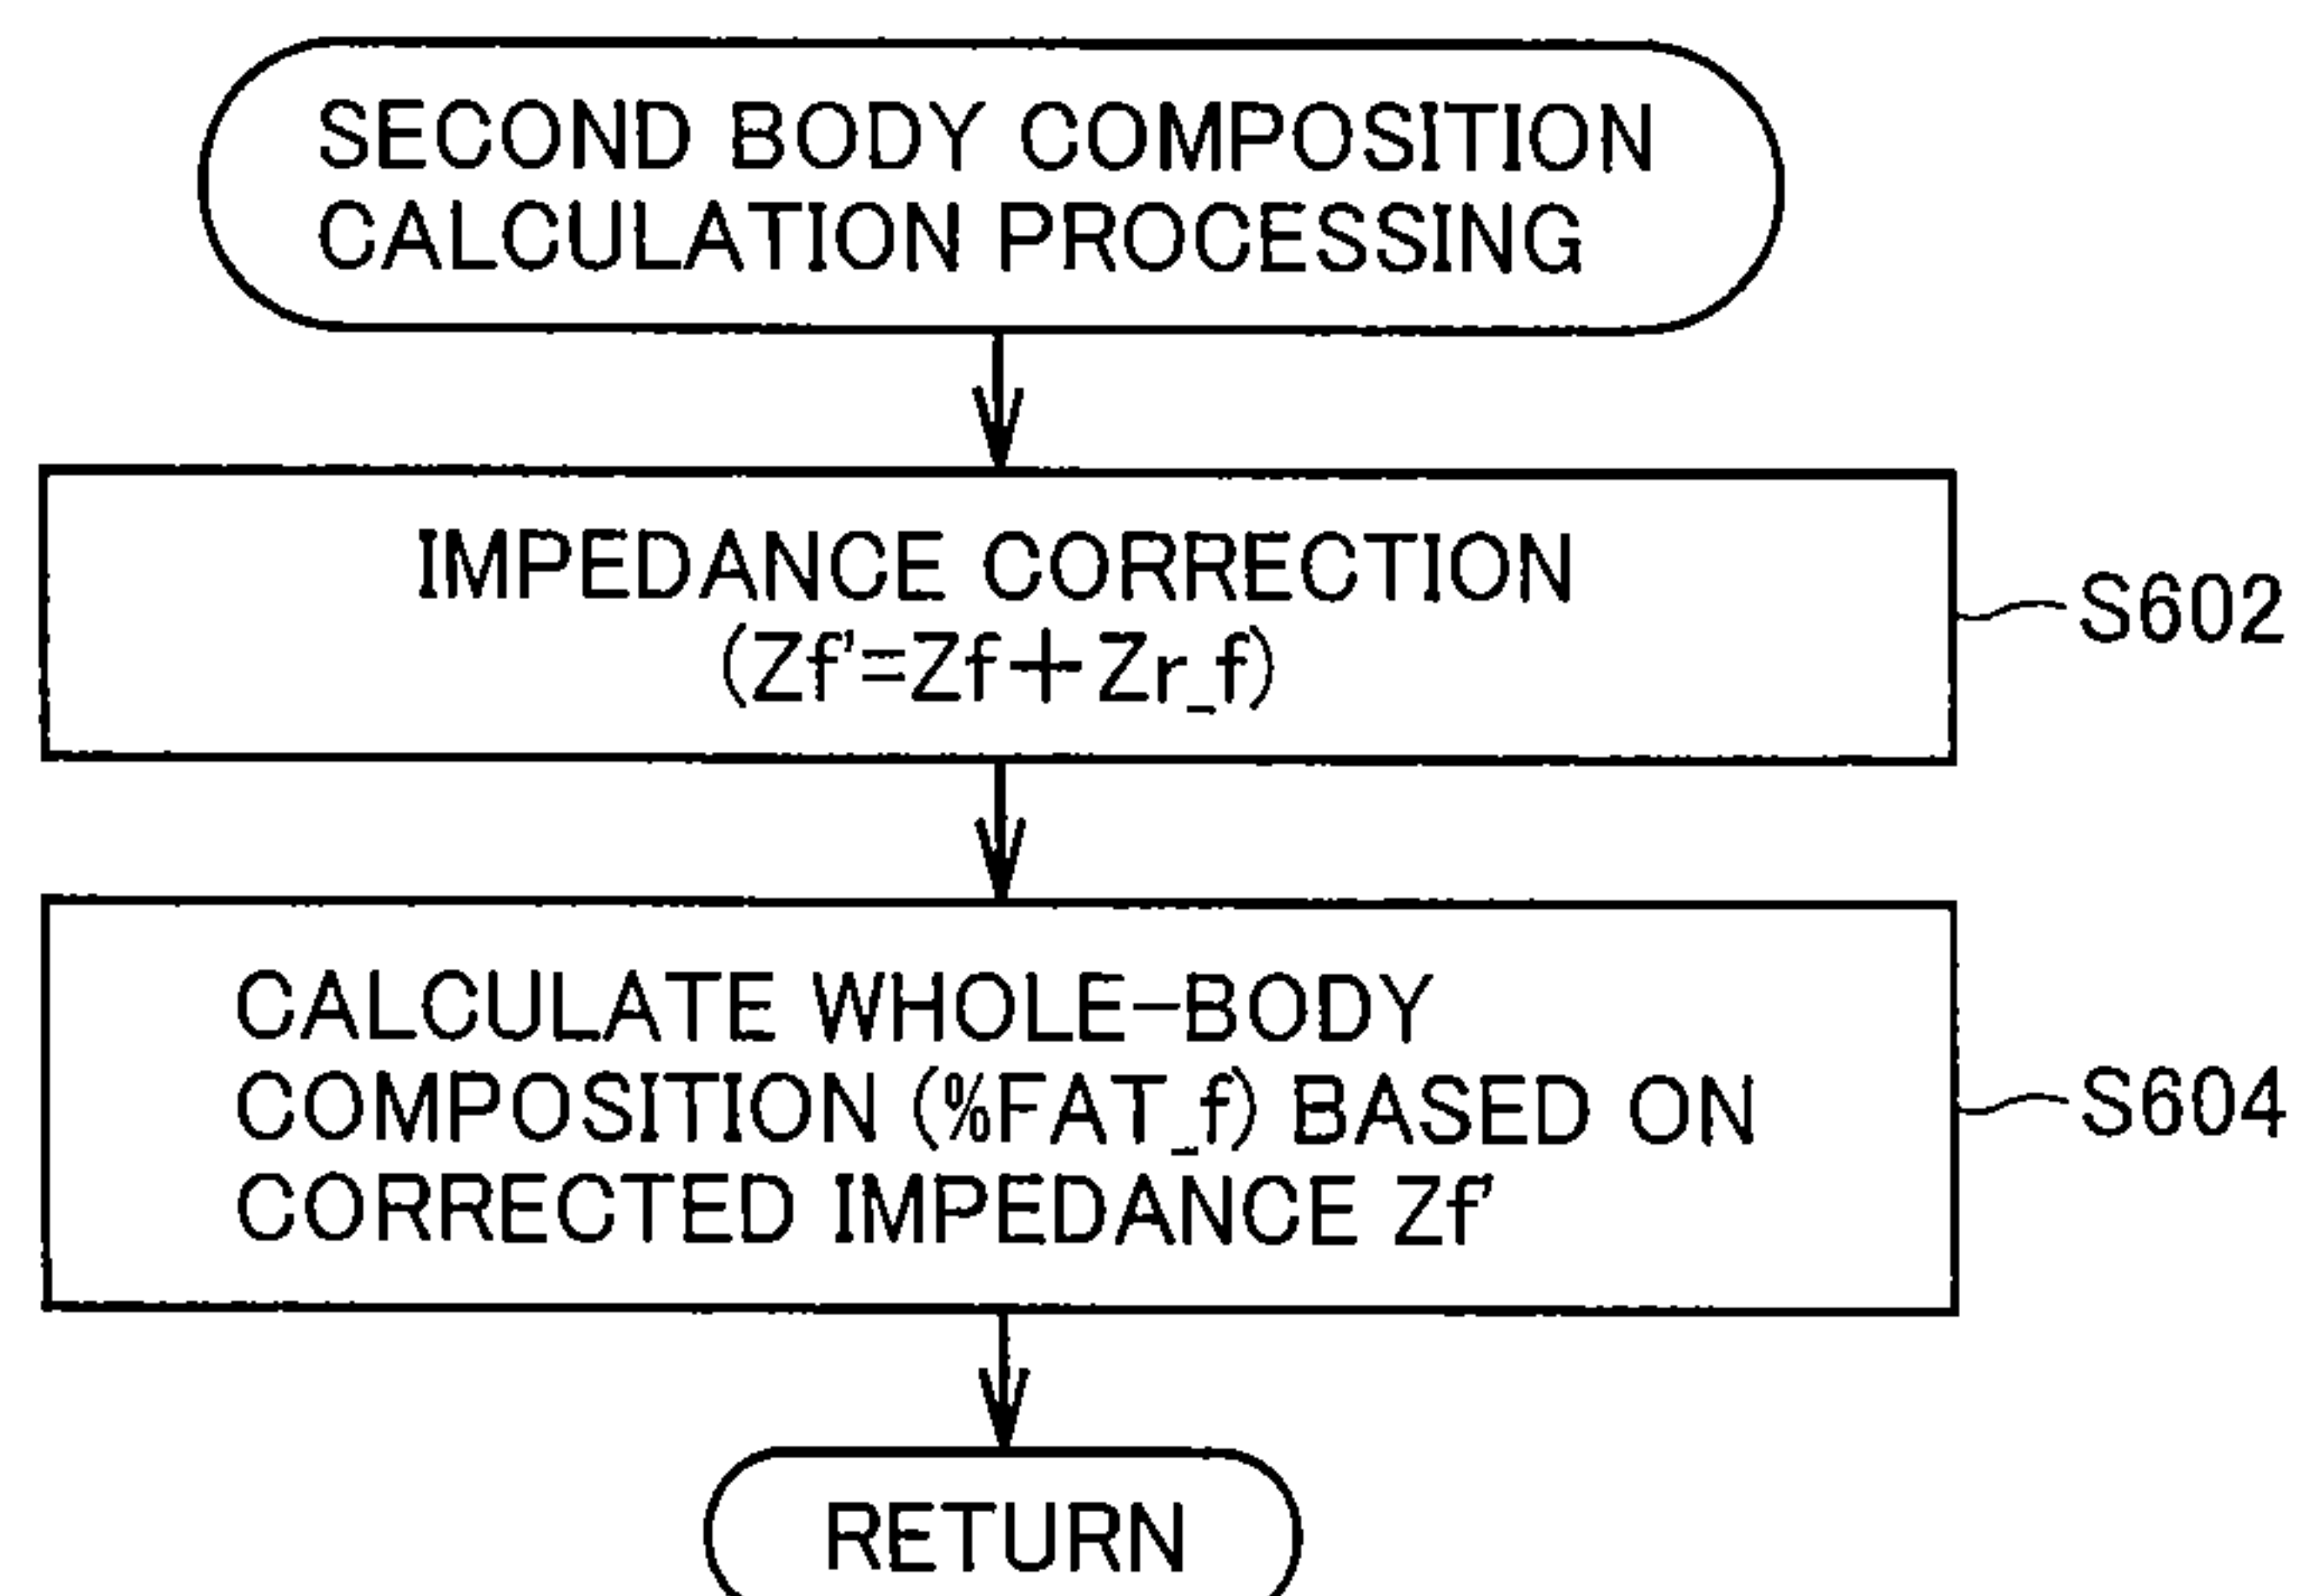 SECOND BODY COMPOSITION
CALCULATION PROCESSING
IMPEDANCE CORRECTION
(Zf'=Zf+Zr_f)
S602
CALCULATE WHOLE-BODY
COMPOSITION (%FAT_f) BASED ON
CORRECTED IMPEDANCE Zf'
S604
RETURN